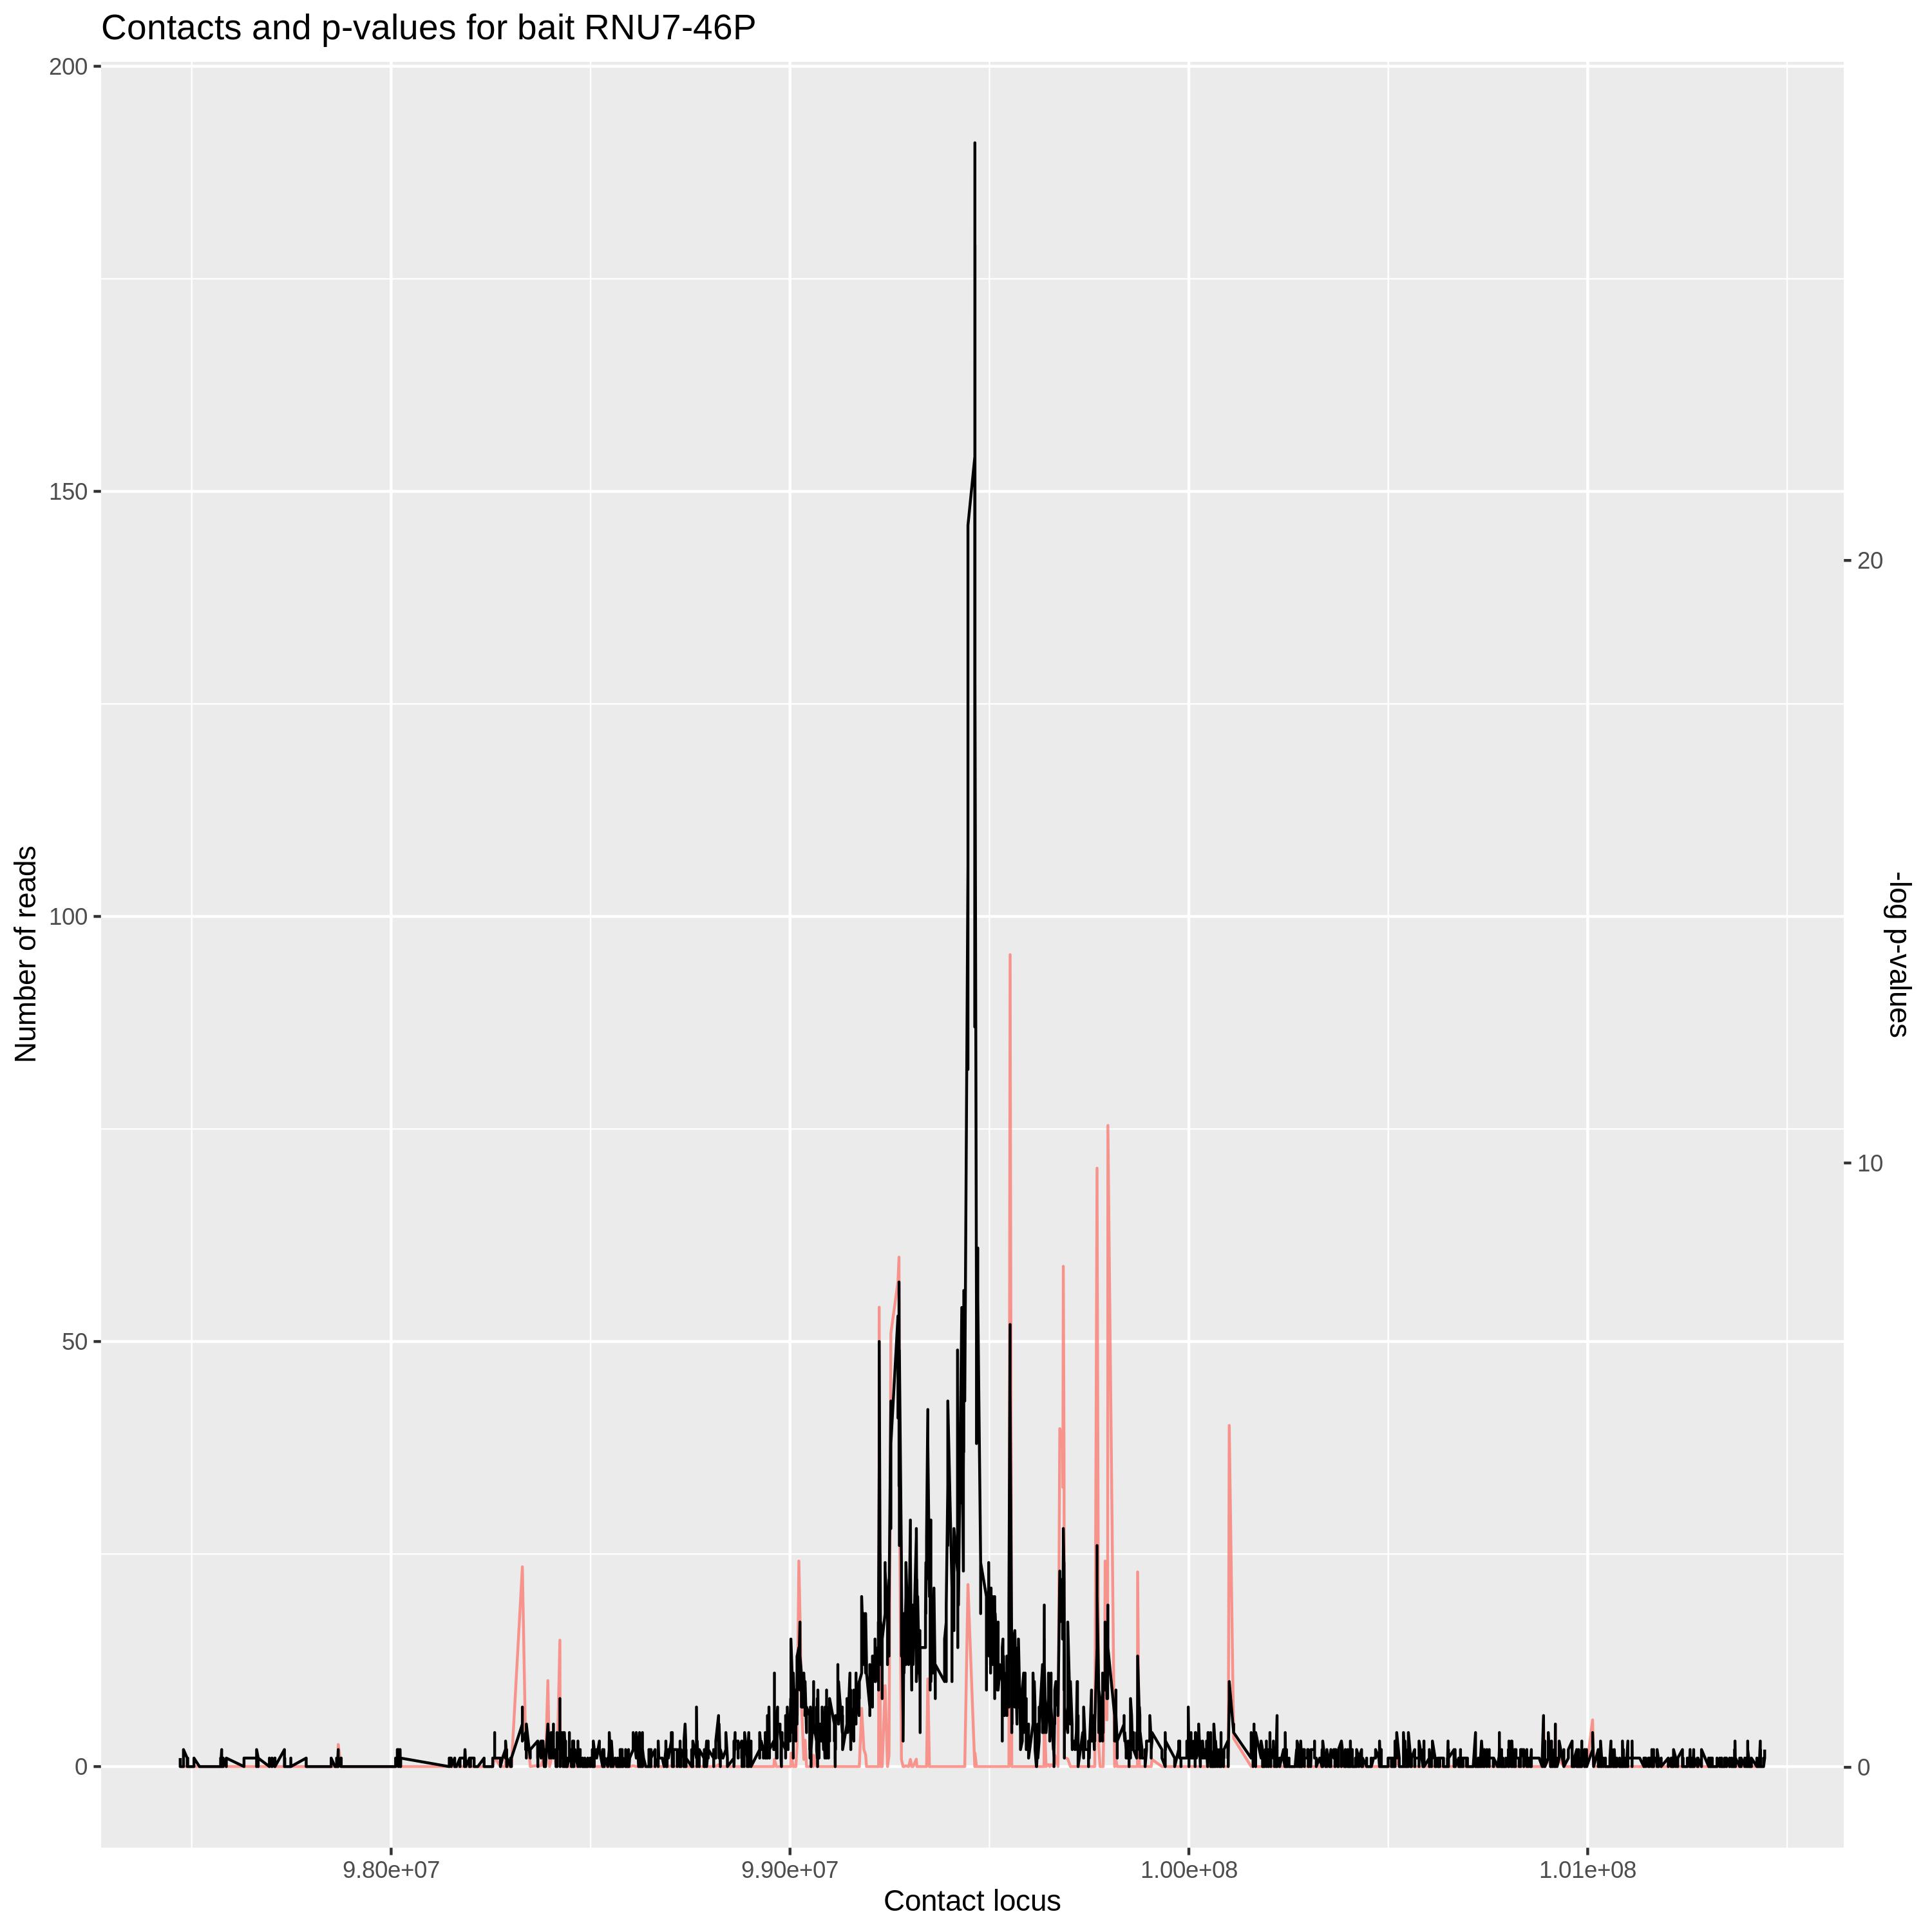 Contacts and p-values for bait RNU7-46P
200
150
100
50
0
Number of reads
20
10
0
-log p-values
9.80e+07
9.90e+07
1.00e+08
1.01e+08
Contact locus